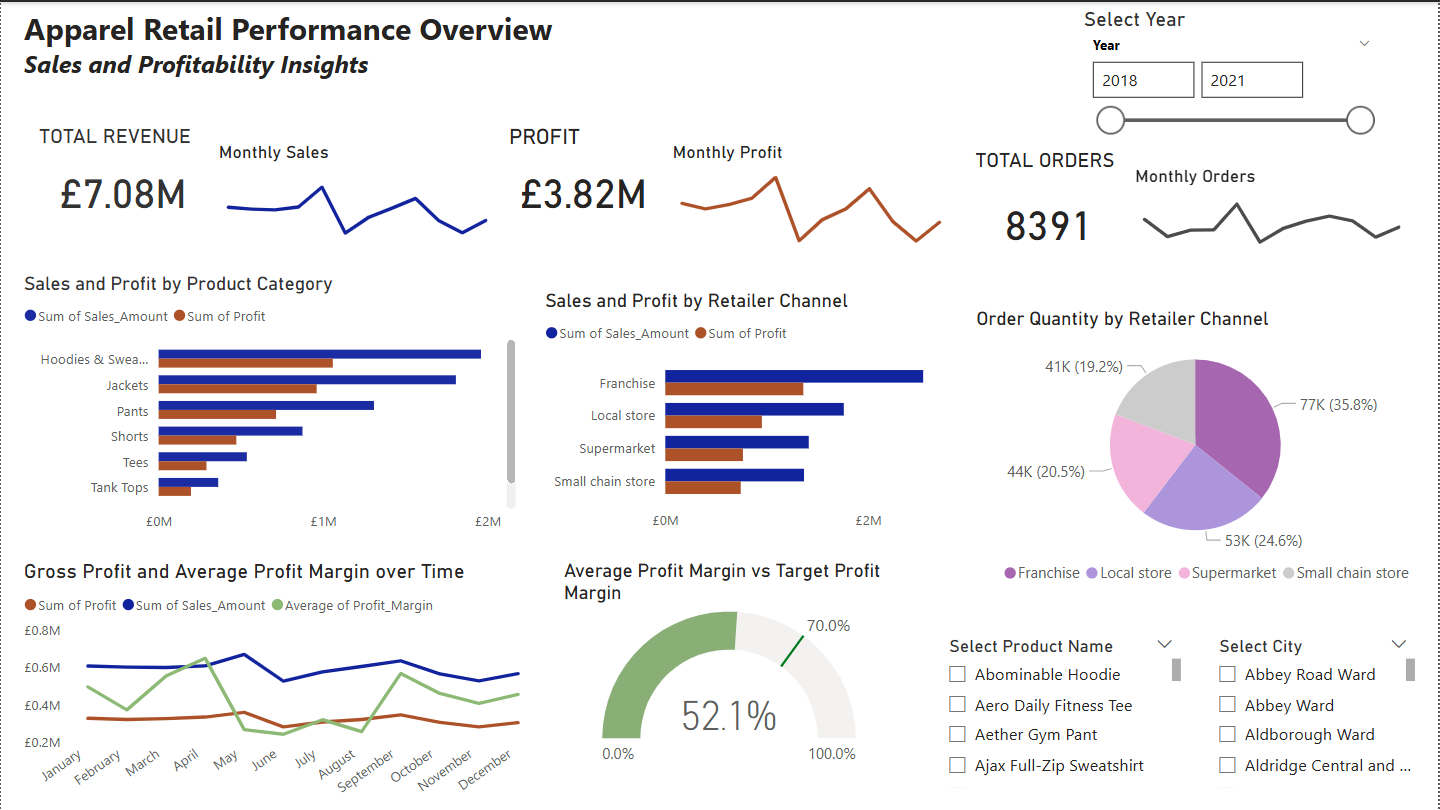 Apparel Retail Performance Overview
Sales and Profitability Insights
Select Year
Year
2018
2021
TOTAL REVENUE
£7.08M
Monthly Sales
PROFIT
£3.82M
Monthly Profit
TOTAL ORDERS
8391
Monthly Orders
Sales and Profit by Product Category
Sum of Sales_Amount Sum of Profit
Hoodies & Swea...
Jackets
Pants
Shorts
Tees
Tank Tops
£0M £1M £2M
Sales and Profit by Retailer Channel
Sum of Sales_Amount Sum of Profit
Franchise
Local store
Supermarket
Small chain store
£0M £2M
Order Quantity by Retailer Channel
41K (19.2%)
77K (35.8%)
44K (20.5%)
53K (24.6%)
Franchise Local store Supermarket Small chain store
Gross Profit and Average Profit Margin over Time
Sum of Profit Sum of Sales_Amount Average of Profit_Margin
£0.8M
£0.6M
£0.4M
£0.2M
January February March April May June July August September October November December
Average Profit Margin vs Target Profit
Margin
70.0%
52.1%
0.0% 100.0%
Select Product Name
Abominable Hoodie
Aero Daily Fitness Tee
Aether Gym Pant
Ajax Full-Zip Sweatshirt
Select City
Abbey Road Ward
Abbey Ward
Aldborough Ward
Aldridge Central and ...